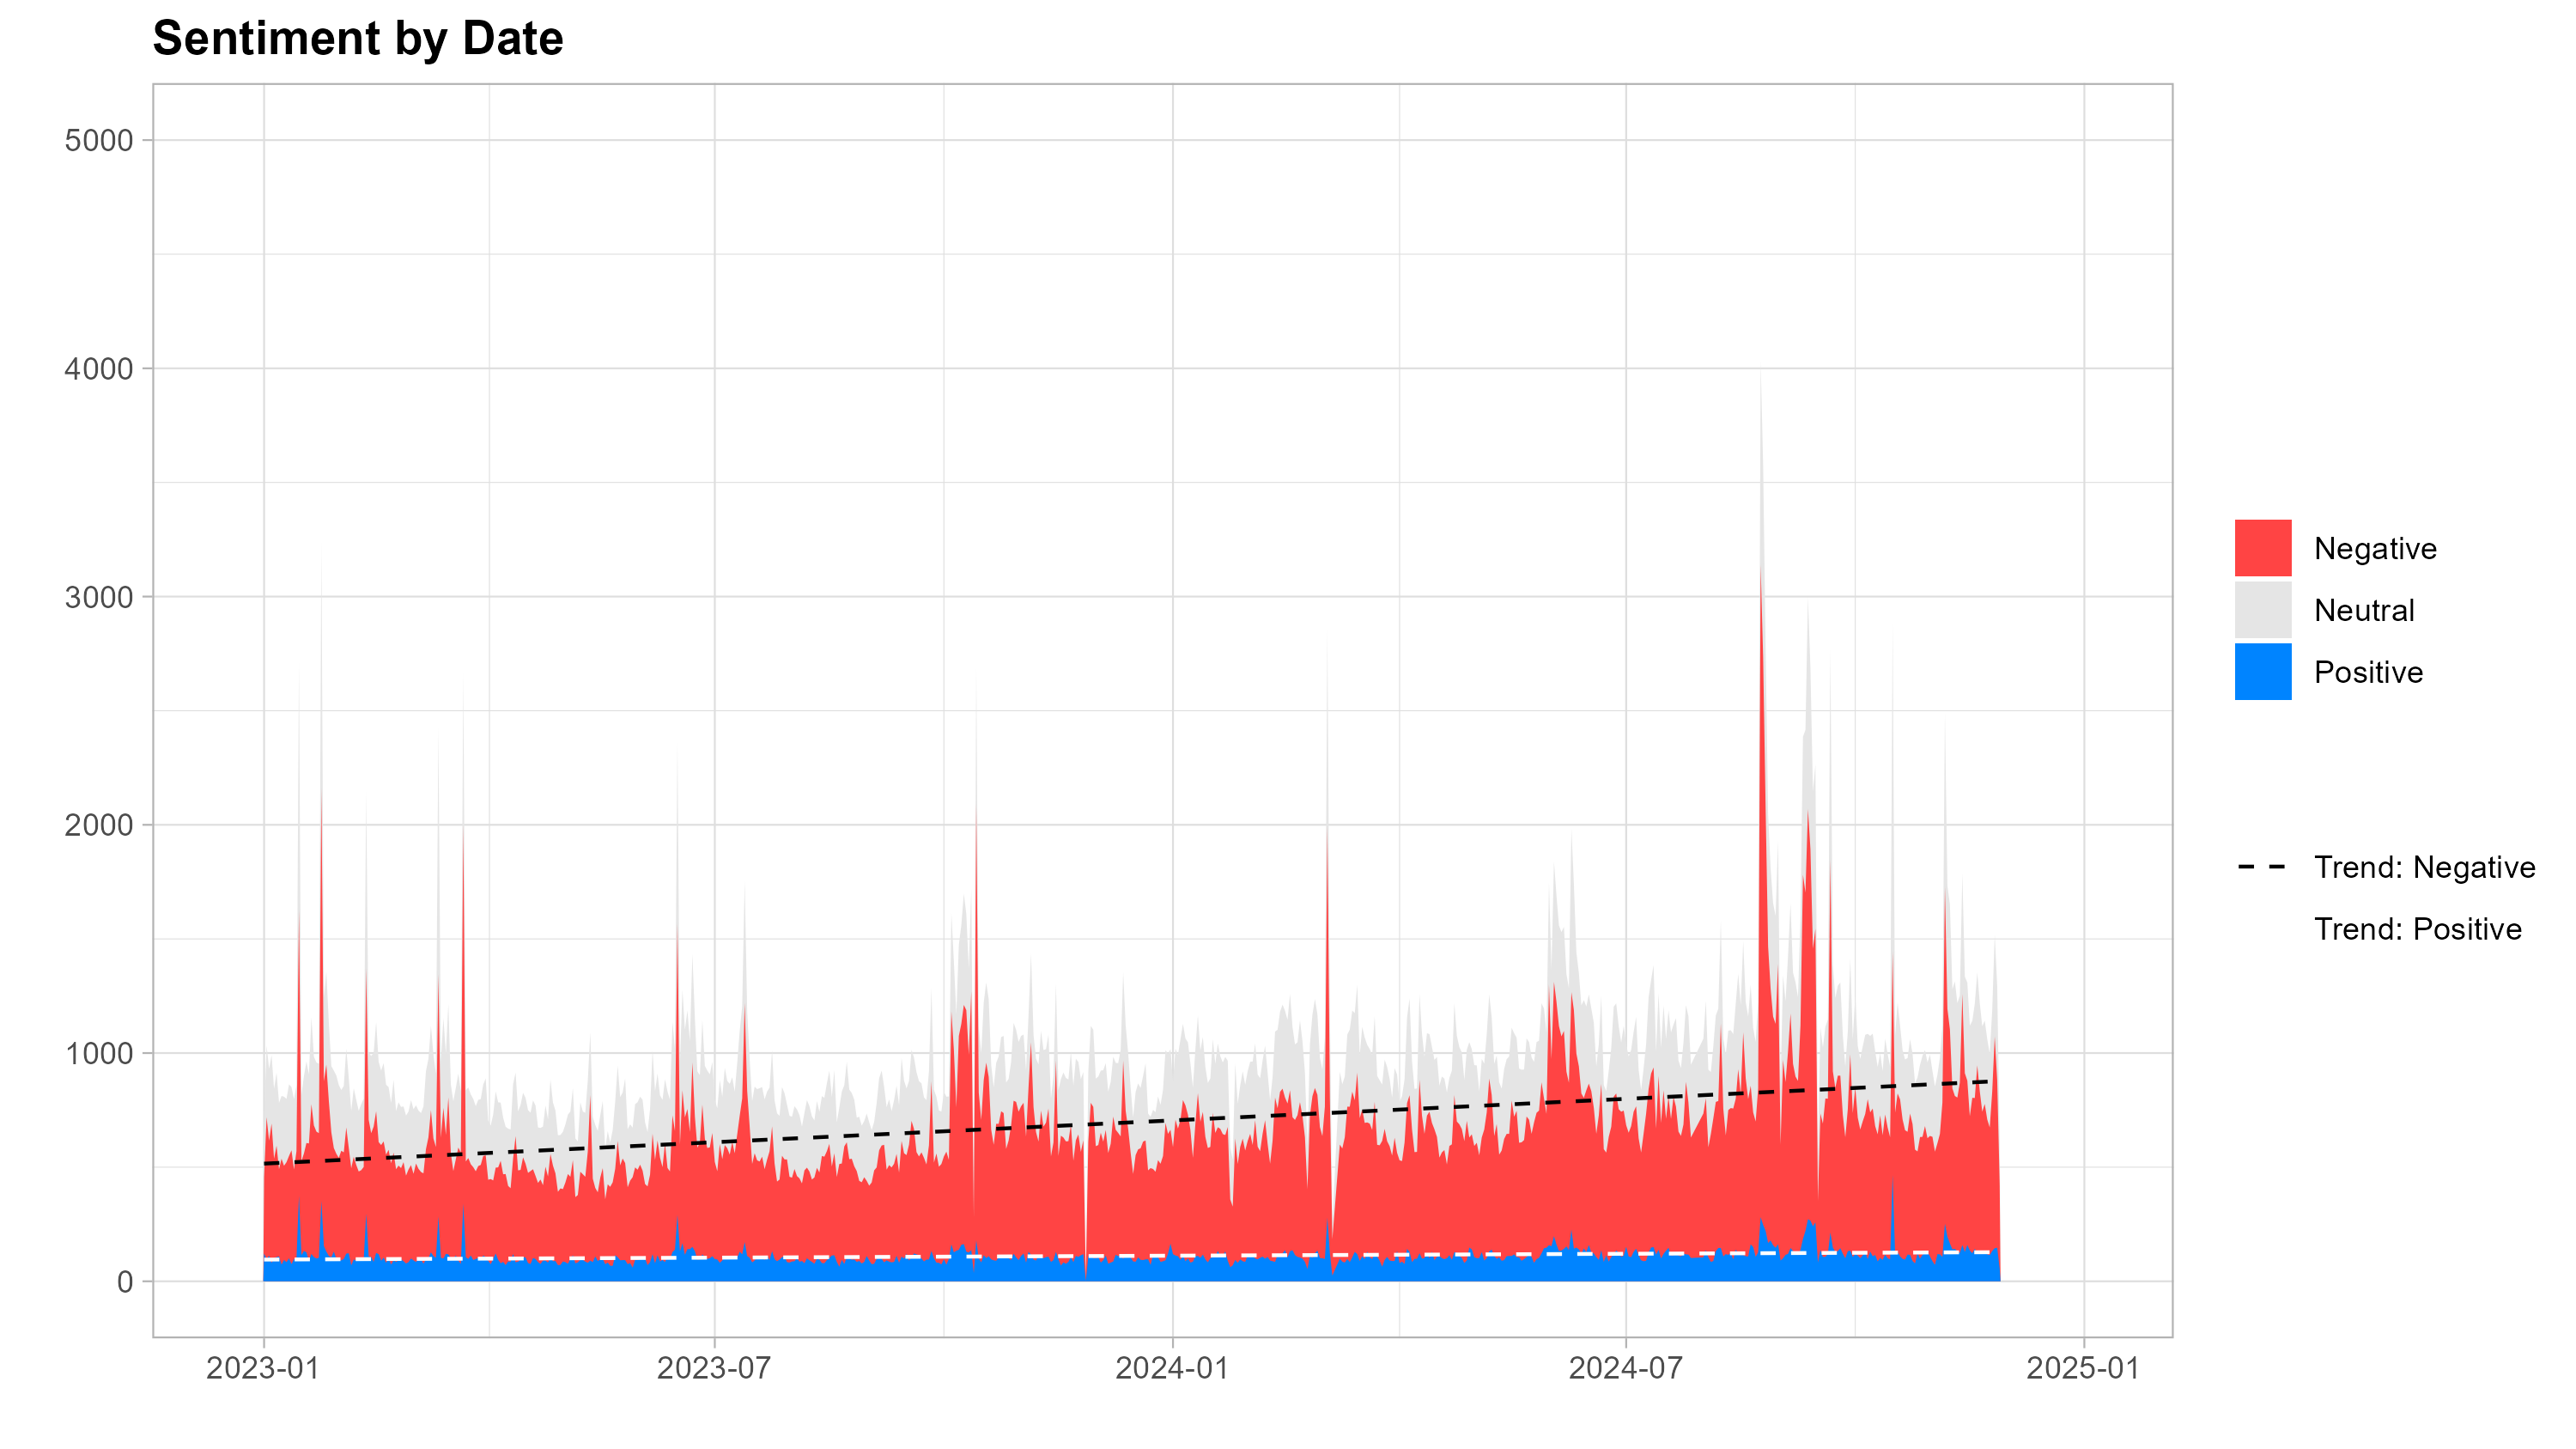 Sentiment by Date
5000
4000
3000
2000
1000
0
2023-01
2023-07
2024-01
2024-07
2025-01
Negative
Neutral
Positive
Trend: Negative
Trend: Positive